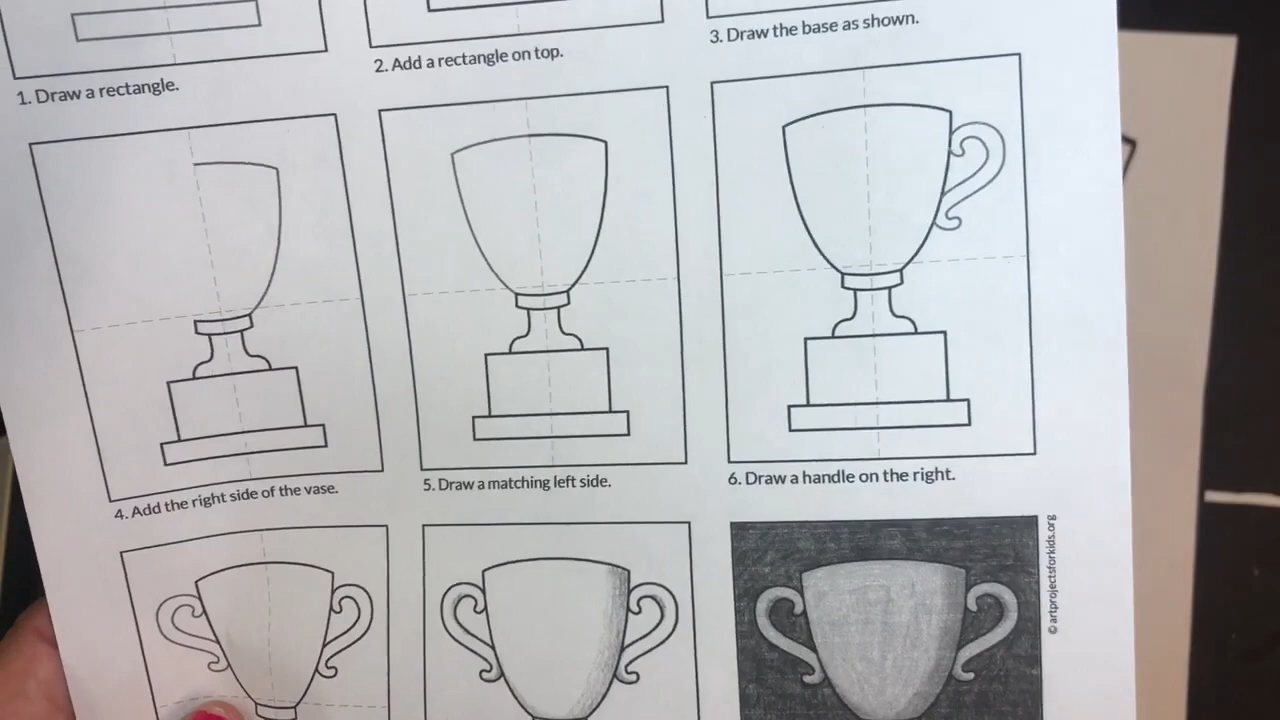 1. Draw a rectangle.
2. Add a rectangle on top.
3. Draw the base as shown.
4. Add the right side of the vase.
5. Draw a matching left side.
6. Draw a handle on the right.
© artprojectsforkids.org